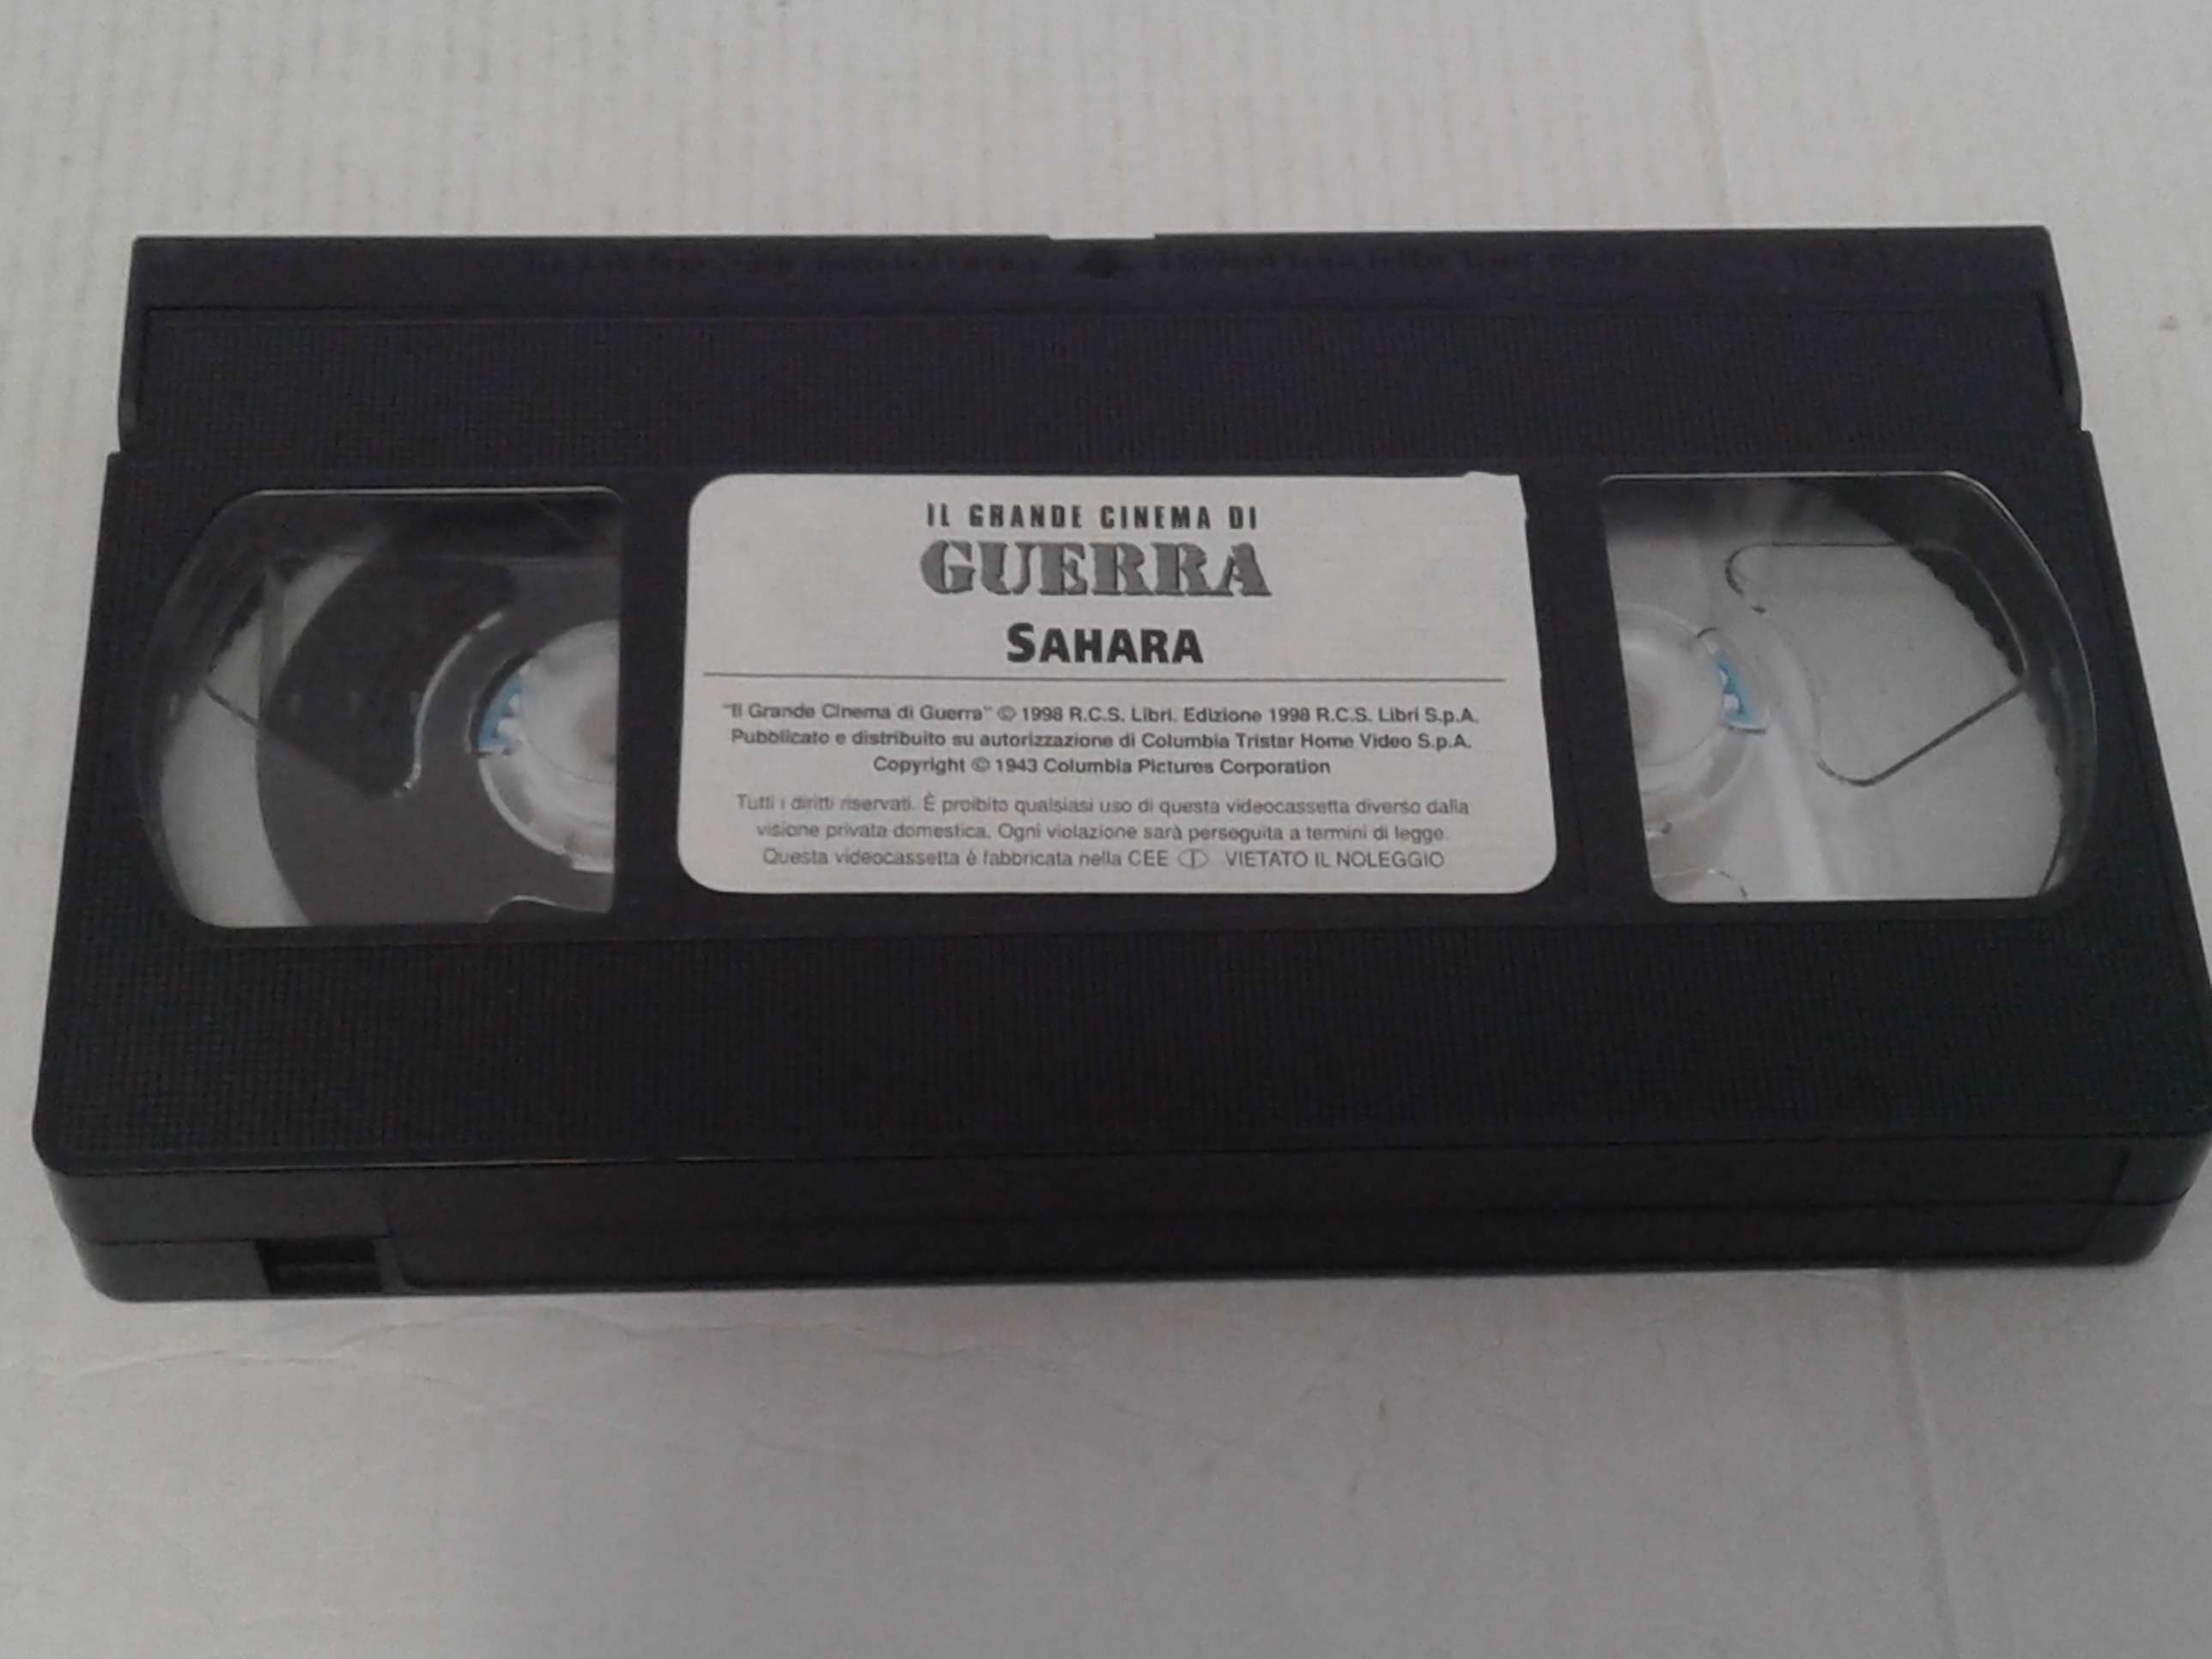 IL GRANDE CINEMA DI
GUERRA
SAHARA
"Il Grande Cinema di Guerra" © 1998 R.C.S. Libri. Edizione 1998 R.C.S. Libri S.p.A.
Pubblicato e distribuito su autorizzazione di Columbia Tristar Home Video S.p.A.
Copyright © 1943 Columbia Pictures Corporation
Tutti i diritti riservati. È proibito qualsiasi uso di questa videocassetta diverso dalla
visione privata domestica. Ogni violazione sarà perseguita a termini di legge.
Questa videocassetta è fabbricata nella CEE VIETATO IL NOLEGGIO